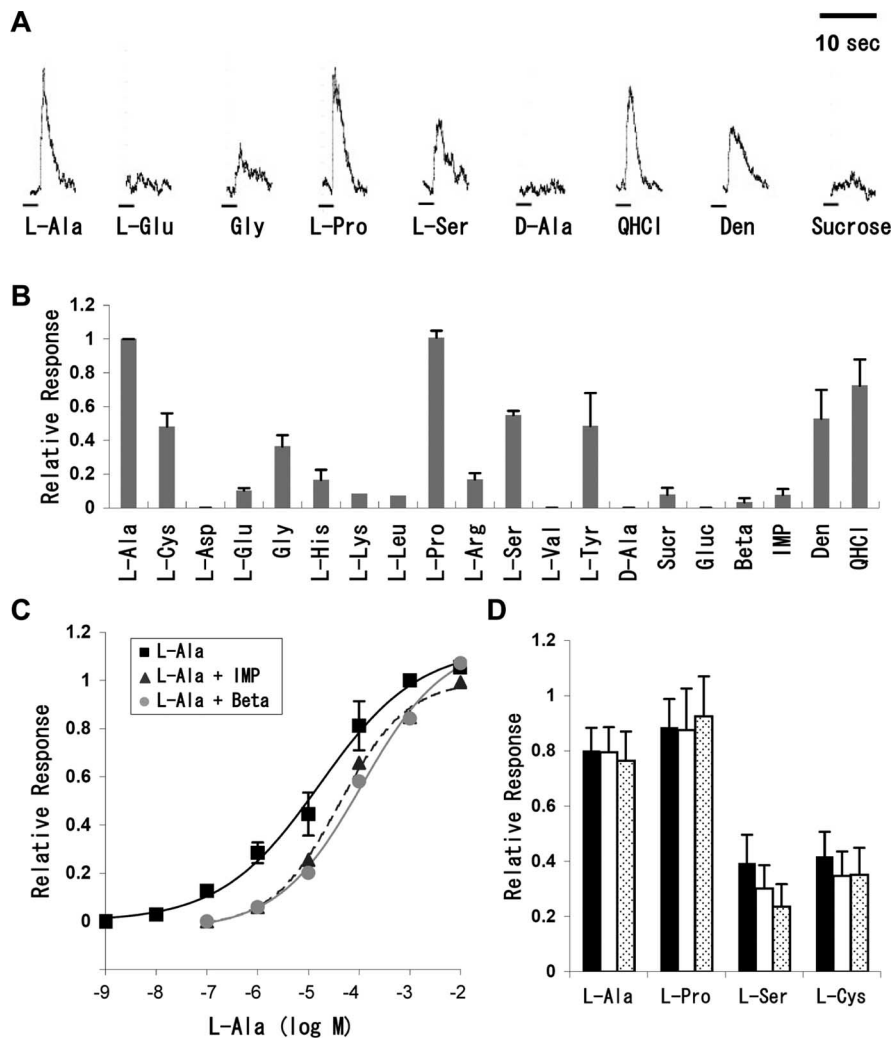 A
10 sec
L-Ala L-Glu Gly L-Pro L-Ser D-Ala QHCl Den Sucrose
B
Relative Response
1.2
1
0.8
0.6
0.4
0.2
0
L-Ala L-Cys L-Asp L-Glu Gly L-His L-Lys L-Leu L-Pro L-Arg L-Ser L-Val L-Tyr D-Ala Sucr Gluc Beta IMP Den QHCl
C
Relative Response
1.2
1
0.8
0.6
0.4
0.2
0
L-Ala
L-Ala + IMP
L-Ala + Beta
-9 -8 -7 -6 -5 -4 -3 -2
L-Ala (log M)
D
Relative Response
1.2
1
0.8
0.6
0.4
0.2
0
L-Ala L-Pro L-Ser L-Cys